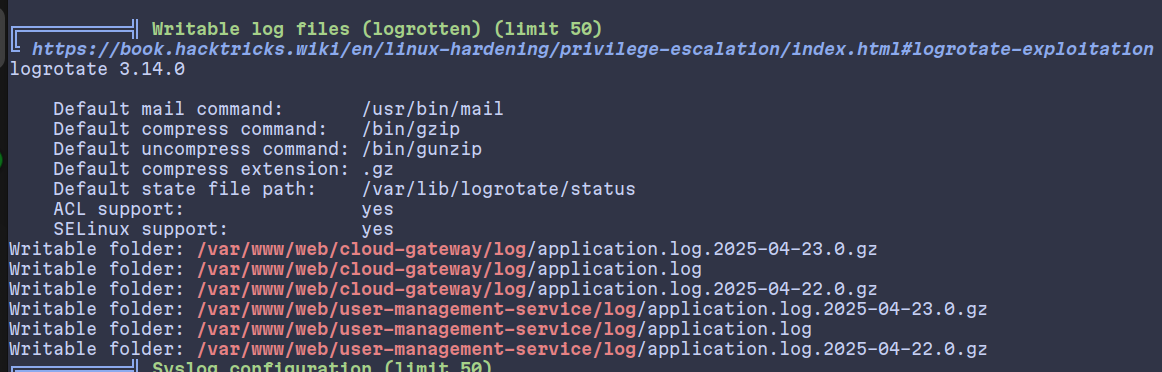 Writable log files (logrotten) (limit 50)
https://book.hacktricks.wiki/en/linux-hardening/privilege-escalation/index.html#logrotate-exploitation
logrotate 3.14.0
Default mail command: /usr/bin/mail
Default compress command: /bin/gzip
Default uncompress command: /bin/gunzip
Default compress extension: .gz
Default state file path: /var/lib/logrotate/status
ACL support: yes
SELinux support: yes
Writable folder: /var/www/web/cloud-gateway/log/application.log.2025-04-23.0.gz
Writable folder: /var/www/web/cloud-gateway/log/application.log
Writable folder: /var/www/web/cloud-gateway/log/application.log.2025-04-22.0.gz
Writable folder: /var/www/web/user-management-service/log/application.log.2025-04-23.0.gz
Writable folder: /var/www/web/user-management-service/log/application.log
Writable folder: /var/www/web/user-management-service/log/application.log.2025-04-22.0.gz
Syslog configuration (limit 50)